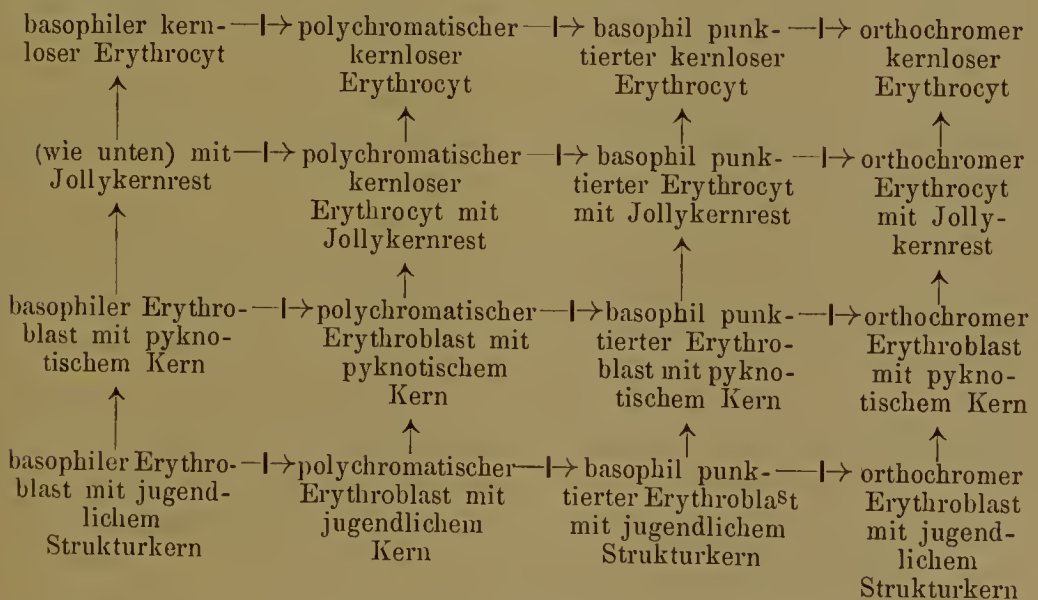 basophiler kern-
loser Erythrocyt
polychromatischer
kernloser
Erythrocyt
basophil punk-
tierter kernloser
Erythrocyt
orthochromer
kernloser
Erythrocyt
(wie unten) mit
Jollykernrest
polychromatischer
kernloser
Erythrocyt mit
Jollykernrest
basophil punk-
tierter Erythrocyt
mit Jollykernrest
orthochromer
Erythrocyt
mit Jolly-
kernrest
basophiler Erythro-
blast mit pykno-
tischem Kern
polychromatischer
Erythroblast mit
pyknotischem
Kern
basophil punk-
tierter Erythro-
blast mit pykno-
tischem Kern
orthochromer
Erythroblast
mit pykno-
tischem Kern
basophiler Erythro-
blast mit jugend-
lichem
Strukturkern
polychromatischer
Erythroblast mit
jugendlichem
Kern
basophil punk-
tierter Erythroblast
mit jugendlichem
Strukturkern
orthochromer
Erythroblast
mit jugend-
lichem
Strukturkern